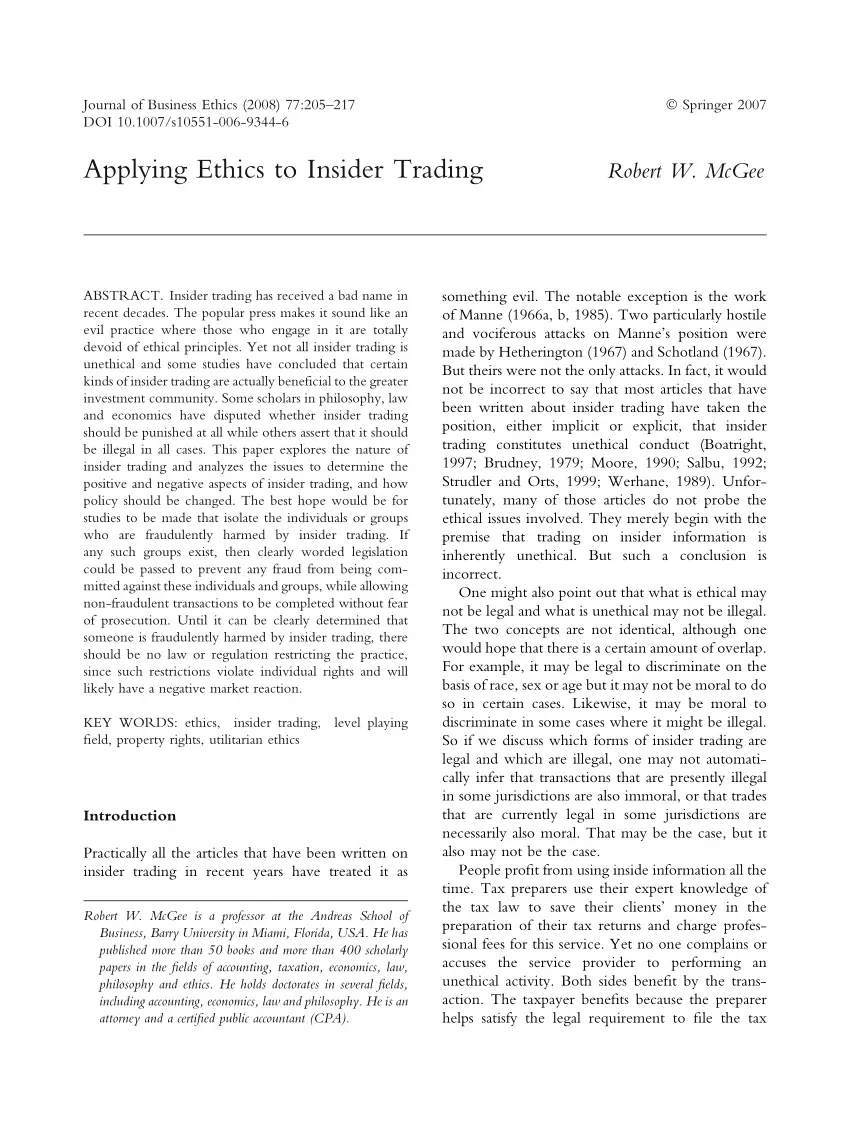 Journal of Business Ethics (2008) 77:205–217
© Springer 2007
DOI 10.1007/s10551-006-9344-6
Applying Ethics to Insider Trading
Robert W. McGee
ABSTRACT. Insider trading has received a bad name in
recent decades. The popular press makes it sound like an
evil practice where those who engage in it are totally
devoid of ethical principles. Yet not all insider trading is
unethical and some studies have concluded that certain
kinds of insider trading are actually beneficial to the greater
investment community. Some scholars in philosophy, law
and economics have disputed whether insider trading
should be punished at all while others assert that it should
be illegal in all cases. This paper explores the nature of
insider trading and analyzes the issues to determine the
positive and negative aspects of insider trading, and how
policy should be changed. The best hope would be for
studies to be made that isolate the individuals or groups
who are fraudulently harmed by insider trading. If
any such groups exist, then clearly worded legislation
could be passed to prevent any fraud from being com-
mitted against these individuals and groups, while allowing
non-fraudulent transactions to be completed without fear
of prosecution. Until it can be clearly determined that
someone is fraudulently harmed by insider trading, there
should be no law or regulation restricting the practice,
since such restrictions violate individual rights and will
likely have a negative market reaction.
KEY WORDS: ethics, insider trading, level playing
field, property rights, utilitarian ethics
Introduction
Practically all the articles that have been written on
insider trading in recent years have treated it as
Robert W. McGee is a professor at the Andreas School of
Business, Barry University in Miami, Florida, USA. He has
published more than 50 books and more than 400 scholarly
papers in the fields of accounting, taxation, economics, law,
philosophy and ethics. He holds doctorates in several fields,
including accounting, economics, law and philosophy. He is an
attorney and a certified public accountant (CPA).
something evil. The notable exception is the work
of Manne (1966a, b, 1985). Two particularly hostile
and vociferous attacks on Manne's position were
made by Hetherington (1967) and Schotland (1967).
But theirs were not the only attacks. In fact, it would
not be incorrect to say that most articles that have
been written about insider trading have taken the
position, either implicit or explicit, that insider
trading constitutes unethical conduct (Boatright,
1997; Brudney, 1979; Moore, 1990; Salbu, 1992;
Strudler and Orts, 1999; Werhane, 1989). Unfor-
tunately, many of those articles do not probe the
ethical issues involved. They merely begin with the
premise that trading on insider information is
inherently unethical. But such a conclusion is
incorrect.
One might also point out that what is ethical may
not be legal and what is unethical may not be illegal.
The two concepts are not identical, although one
would hope that there is a certain amount of overlap.
For example, it may be legal to discriminate on the
basis of race, sex or age but it may not be moral to do
so in certain cases. Likewise, it may be moral to
discriminate in some cases where it might be illegal.
So if we discuss which forms of insider trading are
legal and which are illegal, one may not automati-
cally infer that transactions that are presently illegal
in some jurisdictions are also immoral, or that trades
that are currently legal in some jurisdictions are
necessarily also moral. That may be the case, but it
also may not be the case.
People profit from using inside information all the
time. Tax preparers use their expert knowledge of
the tax law to save their clients' money in the
preparation of their tax returns and charge profes-
sional fees for this service. Yet no one complains or
accuses the service provider to performing an
unethical activity. Both sides benefit by the trans-
action. The taxpayer benefits because the preparer
helps satisfy the legal requirement to file the tax